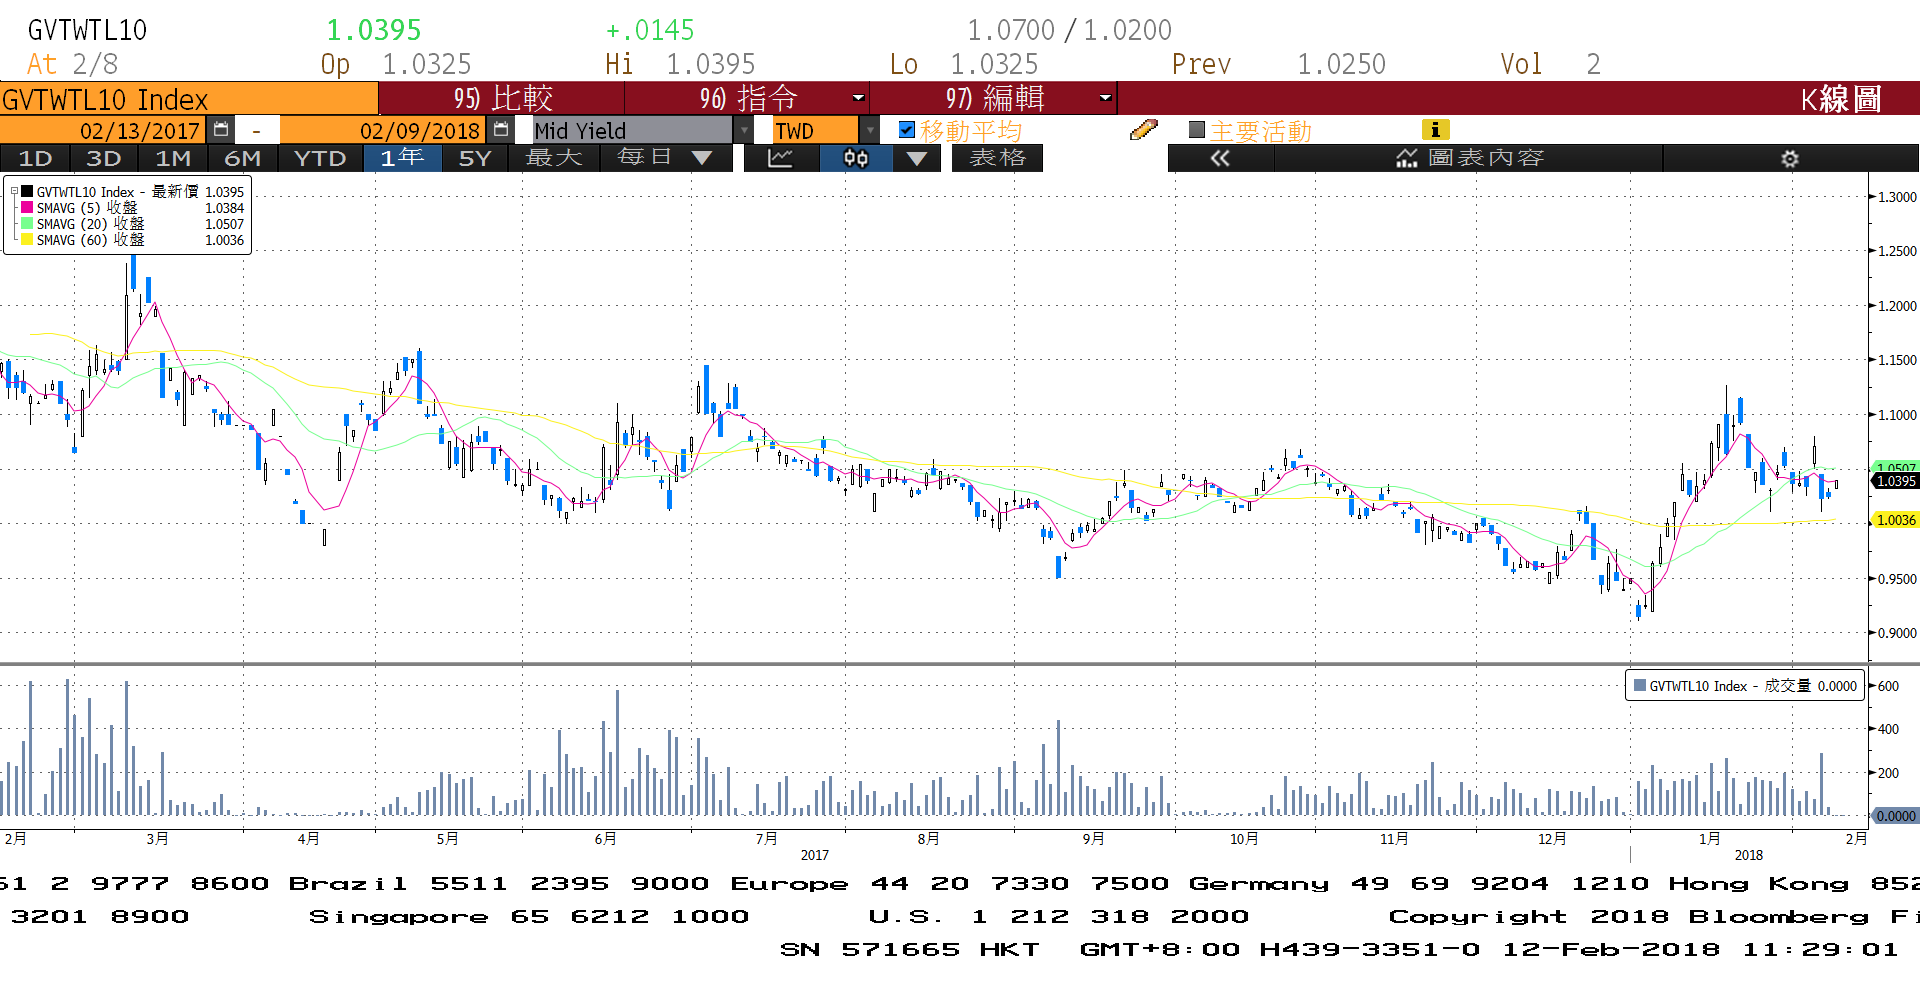 GVTWTL10 1.0395 +.0145 1.0700 / 1.0200
At 2/8 Op 1.0325 Hi 1.0395 Lo 1.0325 Prev 1.0250 Vol 2
GVTWTL10 Index 95) 比較 96) 指令 97) 編輯 K線圖
02/13/2017 - 02/09/2018 Mid Yield TWD 移動平均 主要活動
1D 3D 1M 6M YTD 1年 5Y 最大 每日 表格 « 圖表內容
GVTWTL10 Index - 最新價 1.0395
SMAVG (5) 收盤 1.0384
SMAVG (20) 收盤 1.0507
SMAVG (60) 收盤 1.0036
1.3000
1.2500
1.2000
1.1500
1.1000
1.0507
1.0395
1.0036
0.9500
0.9000
GVTWTL10 Index - 成交量 0.0000
600
400
200
0.0000
2月 3月 4月 5月 6月 7月 8月 9月 10月 11月 12月 1月 2月
2017 2018
61 2 9777 8600 Brazil 5511 2395 9000 Europe 44 20 7330 7500 Germany 49 69 9204 1210 Hong Kong 852
3201 8900 Singapore 65 6212 1000 U.S. 1 212 318 2000 Copyright 2018 Bloomberg Fi
SN 571665 HKT GMT+8:00 H439-3351-0 12-Feb-2018 11:29:01